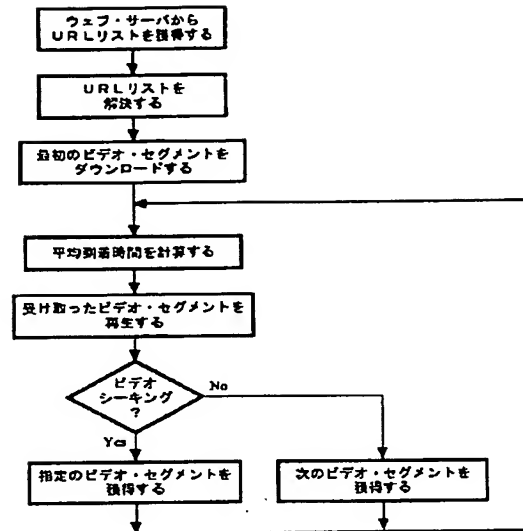 ウェブ・サーバから
URLリストを獲得する
URLリストを
解決する
最初のビデオ・セグメントを
ダウンロードする
平均到着時間を計算する
受け取ったビデオ・セグメントを
再生する
ビデオ
シーキング
?
No
Yes
指定のビデオ・セグメントを
獲得する
次のビデオ・セグメントを
獲得する